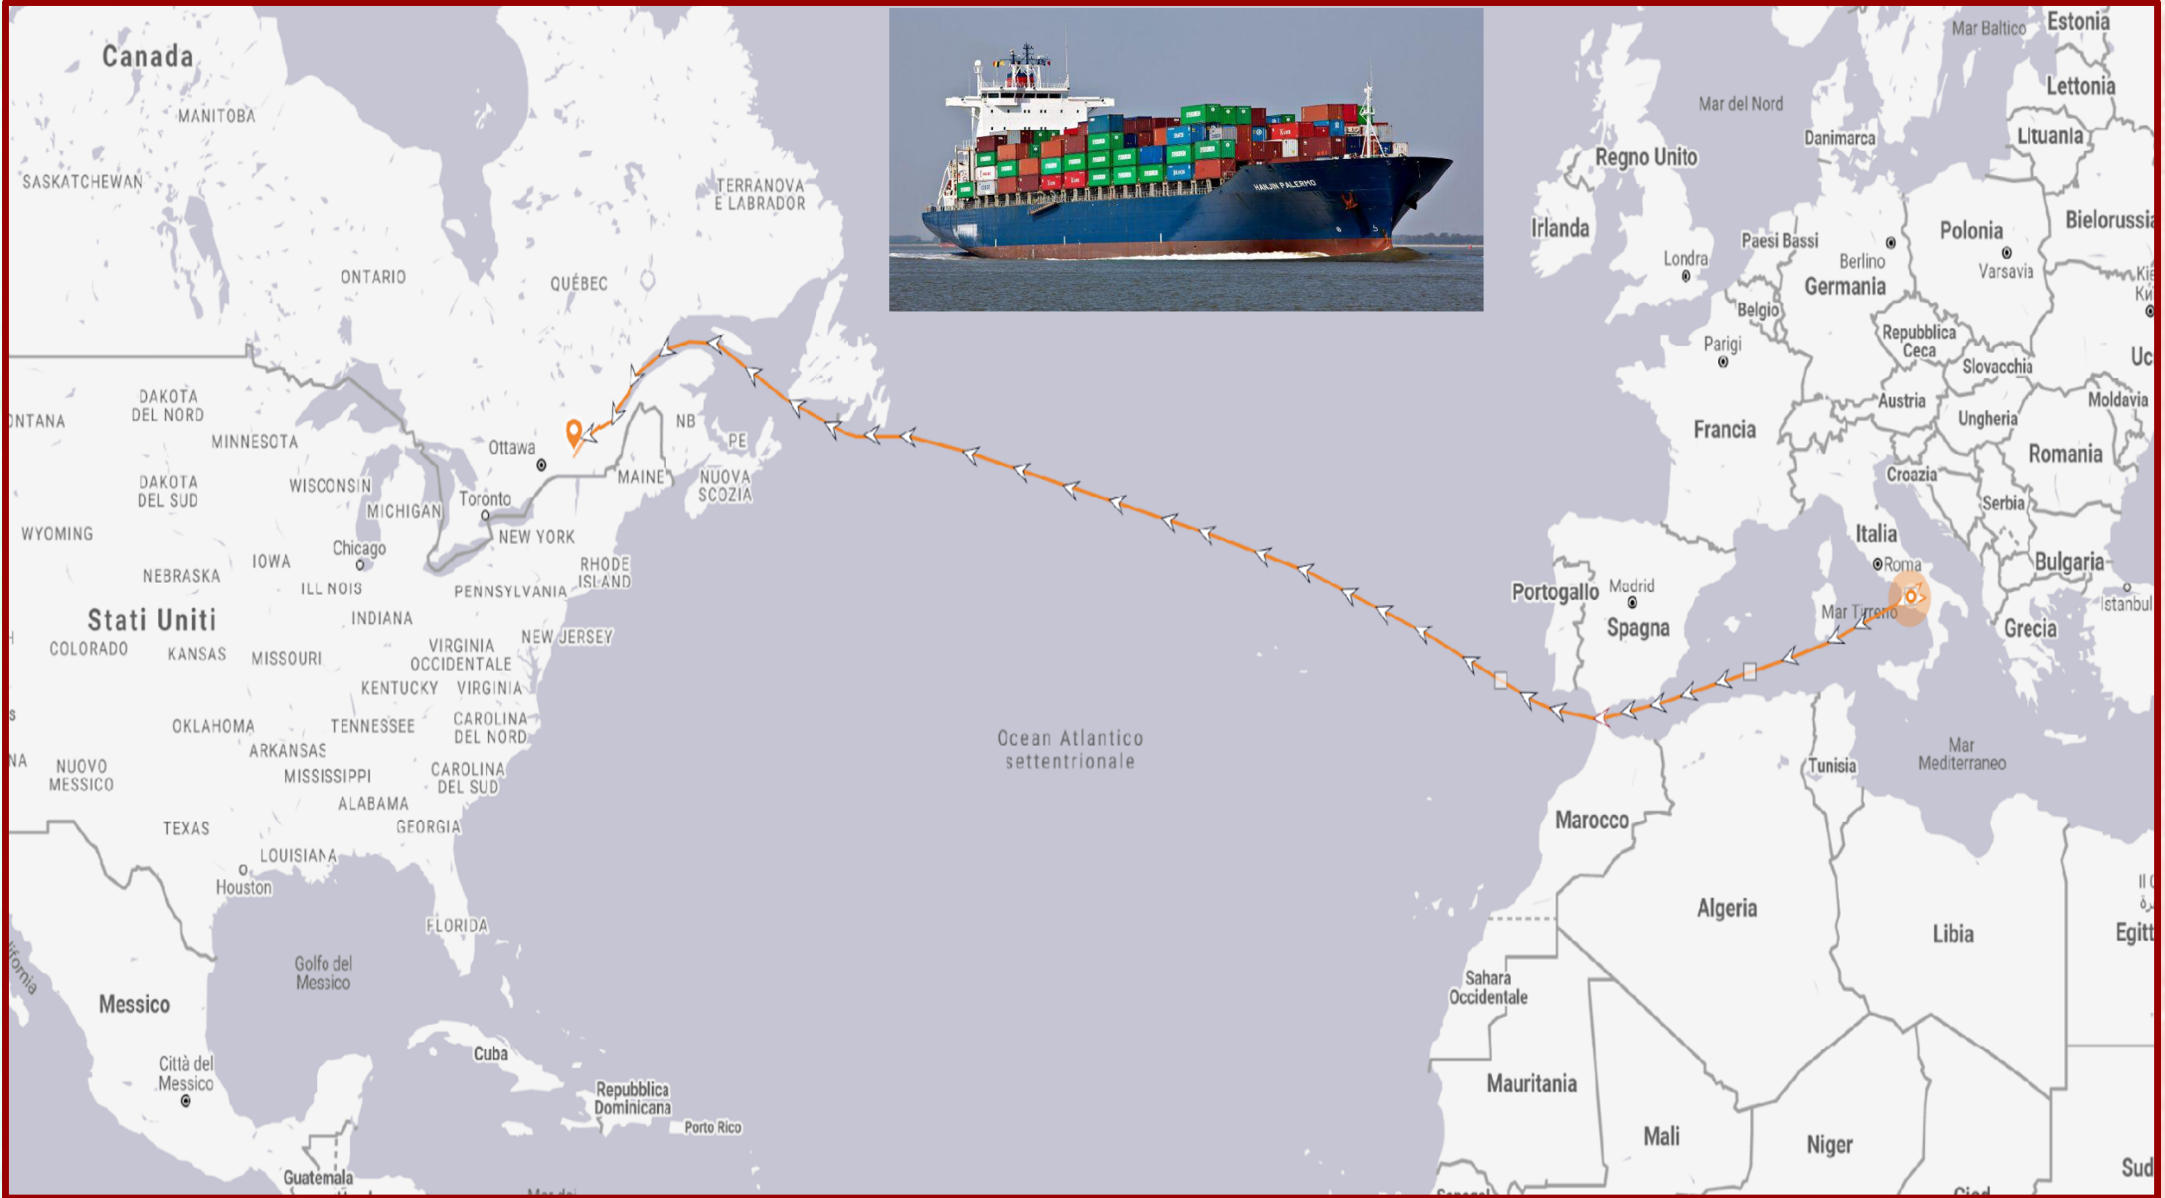 Canada
MANITOBA
SASKATCHEWAN
ONTARIO
QUÉBEC
TERRANOVA
E LABRADOR
HANJIN PALERMO
Mar Baltico
Estonia
Lettonia
Mar del Nord
Danimarca
Lituania
Regno Unito
Irlanda
Londra
Paesi Bassi
Berlino
Germania
Polonia
Varsavia
Bielorussia
Belgio
Parigi
Repubblica
Ceca
Slovacchia
Austria
Ungheria
Moldavia
Francia
Romania
Croazia
Serbia
Italia
Roma
Bulgaria
Istanbul
Grecia
Portogallo
Madrid
Spagna
Mar Tirreno
ONTANA
DAKOTA
DEL NORD
MINNESOTA
Ottawa
NB
PE
DAKOTA
DEL SUD
WISCONSIN
MICHIGAN
Toronto
MAINE
NUOVA
SCOZIA
WYOMING
Chicago
NEW YORK
IOWA
NEBRASKA
ILL NOIS
PENNSYLVANIA
RHODE
ISLAND
Stati Uniti
INDIANA
NEW JERSEY
COLORADO
KANSAS
MISSOURI
VIRGINIA
OCCIDENTALE
KENTUCKY
VIRGINIA
OKLAHOMA
TENNESSEE
CAROLINA
DEL NORD
ARKANSAS
NUOVO
MESSICO
MISSISSIPPI
CAROLINA
DEL SUD
ALABAMA
TEXAS
GEORGIA
LOUISIANA
Houston
FLORIDA
Golfo del
Messico
Messico
Città del
Messico
Cuba
Repubblica
Dominicana
Porto Rico
Guatemala
Ocean Atlantico
settentrionale
Tunisia
Mar
Mediterraneo
Marocco
Algeria
Libia
Egitt
Sahara
Occidentale
Mauritania
Mali
Niger
Sud